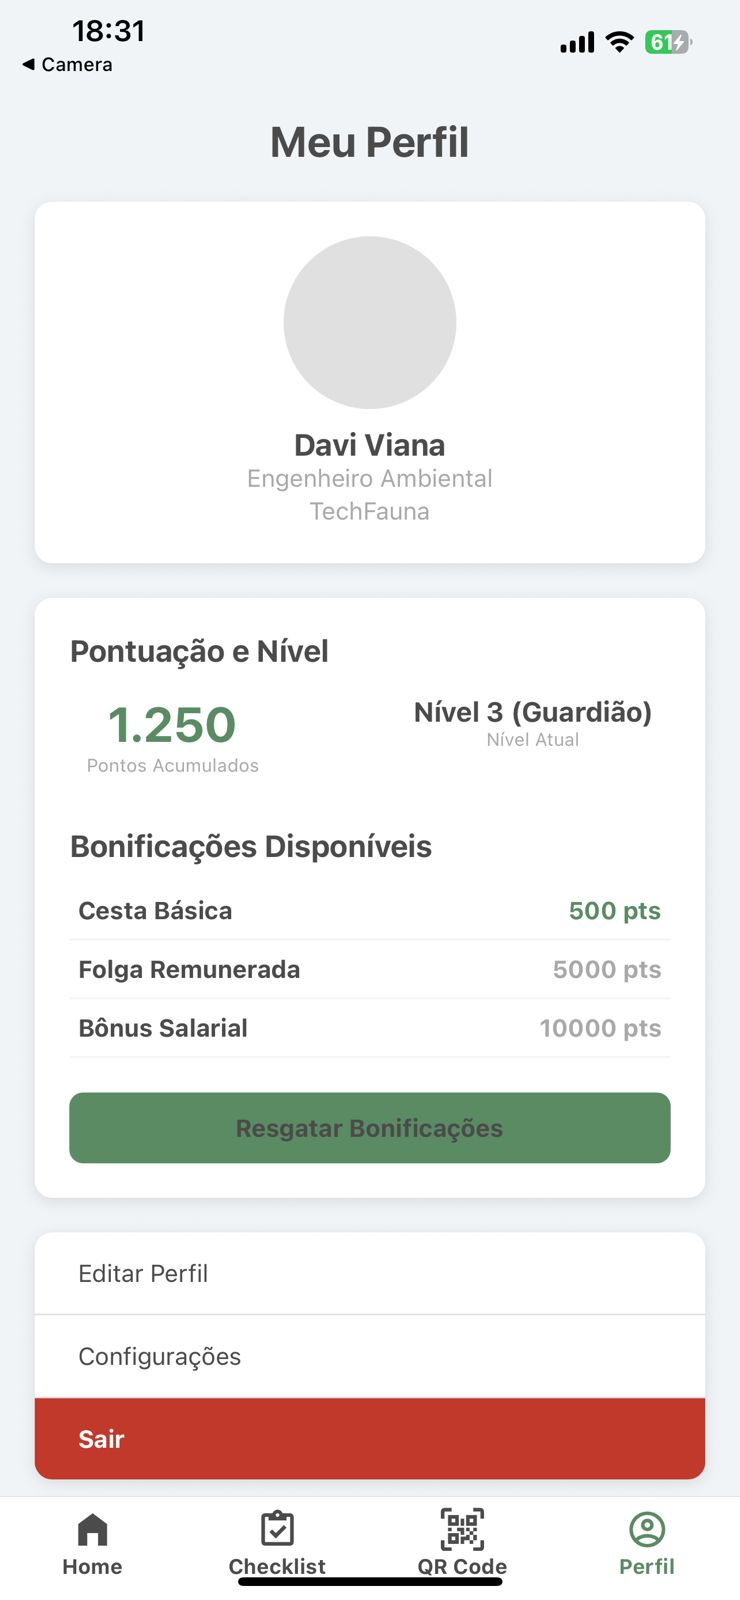 18:31
◀ Camera
61
Meu Perfil
Davi Viana
Engenheiro Ambiental
TechFauna
Pontuação e Nível
1.250
Pontos Acumulados
Nível 3 (Guardião)
Nível Atual
Bonificações Disponíveis
Cesta Básica 500 pts
Folga Remunerada 5000 pts
Bônus Salarial 10000 pts
Resgatar Bonificações
Editar Perfil
Configurações
Sair
Home Checklist QR Code Perfil